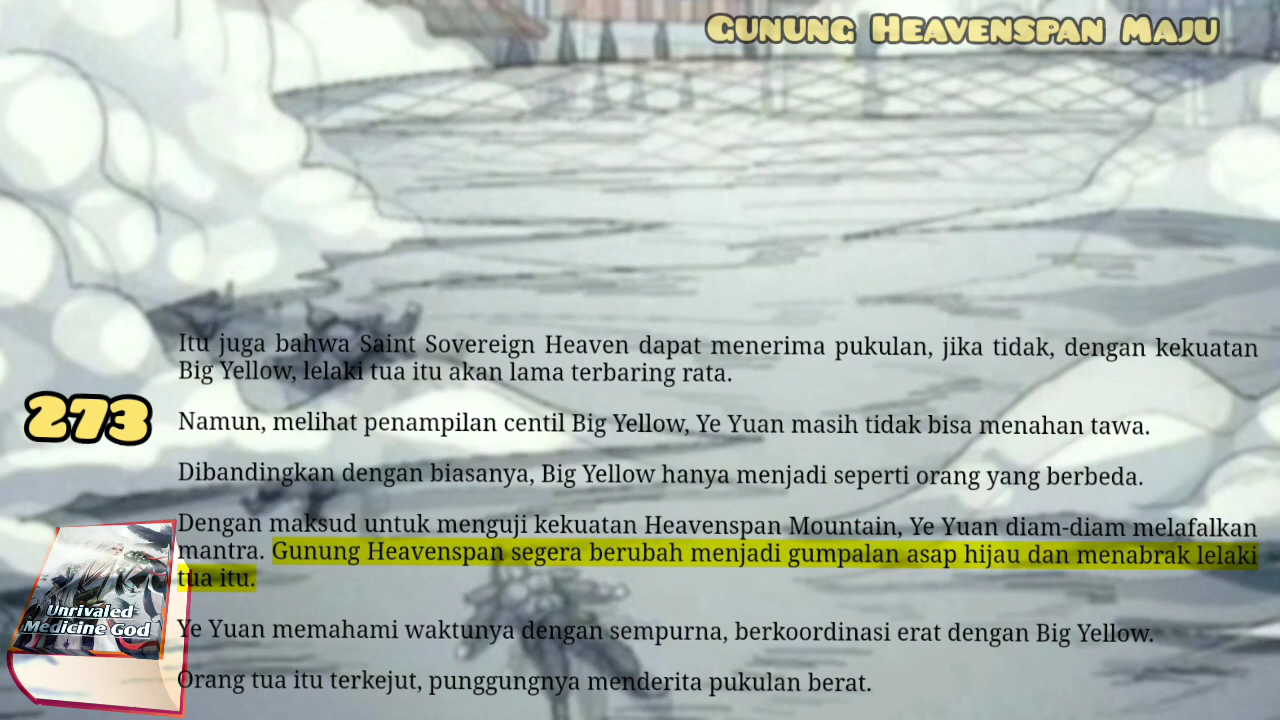 Gunung Heavenspan Maju
Itu juga bahwa Saint Sovereign Heaven dapat menerima pukulan, jika tidak, dengan kekuatan
Big Yellow, lelaki tua itu akan lama terbaring rata.
273
Namun, melihat penampilan centil Big Yellow, Ye Yuan masih tidak bisa menahan tawa.
Dibandingkan dengan biasanya, Big Yellow hanya menjadi seperti orang yang berbeda.
Dengan maksud untuk menguji kekuatan Heavenspan Mountain, Ye Yuan diam-diam melafalkan
mantra. Gunung Heavenspan segera berubah menjadi gumpalan asap hijau dan menabrak lelaki
tua itu.
Unrivaled
Medicine God
Ye Yuan memahami waktunya dengan sempurna, berkoordinasi erat dengan Big Yellow.
Orang tua itu terkejut, punggungnya menderita pukulan berat.